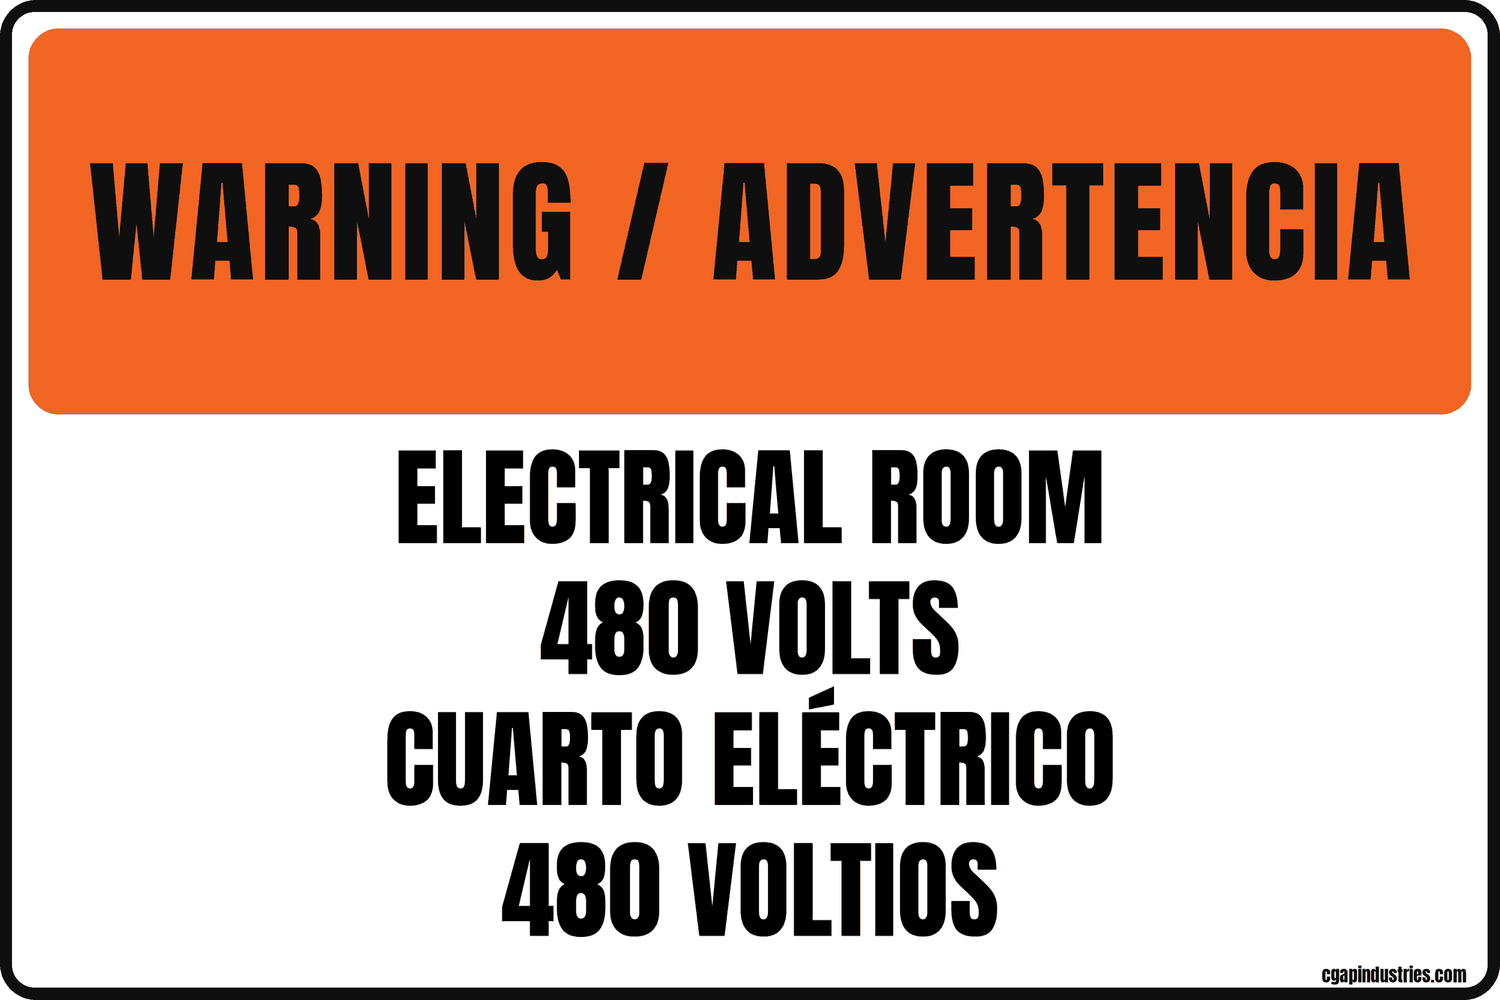 WARNING / ADVERTENCIA
ELECTRICAL ROOM
480 VOLTS
CUARTO ELÉCTRICO
480 VOLTIOS
cgapindustries.com